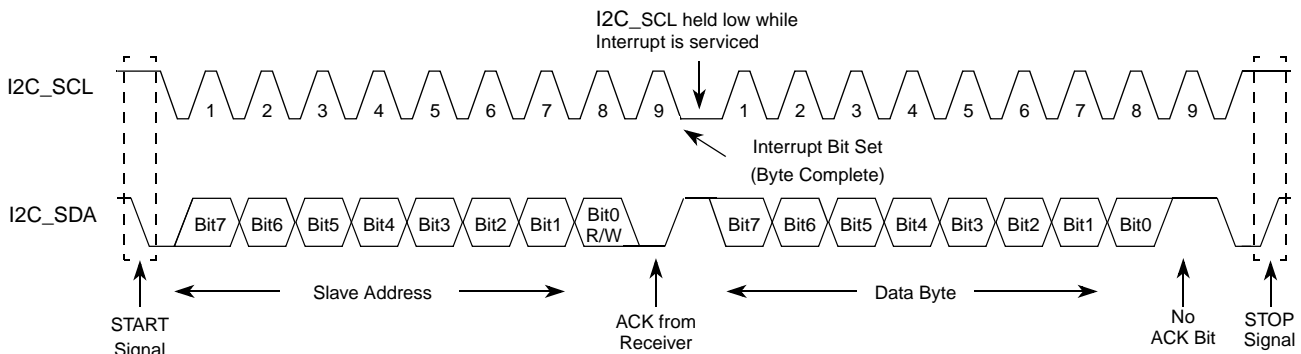 I2C_SCL held low while
Interrupt is serviced
I2C_SCL
1 2 3 4 5 6 7 8 9 1 2 3 4 5 6 7 8 9
Interrupt Bit Set
(Byte Complete)
I2C_SDA
Bit7 Bit6 Bit5 Bit4 Bit3 Bit2 Bit1 Bit0 Bit7 Bit6 Bit5 Bit4 Bit3 Bit2 Bit1 Bit0
R/W
Slave Address
Data Byte
START
Signal
ACK from
Receiver
No
ACK Bit
STOP
Signal